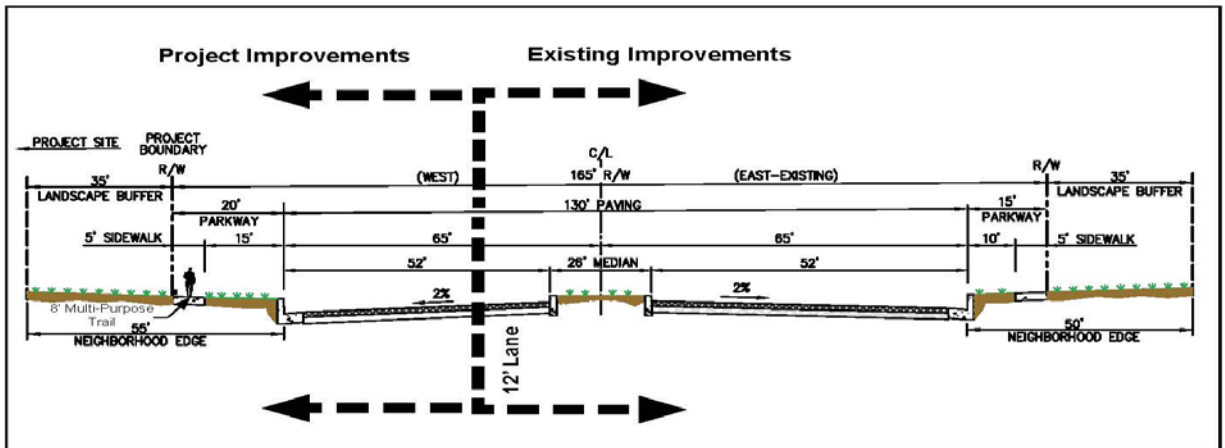 Project Improvements Existing Improvements
PROJECT SITE PROJECT BOUNDARY
R/W C/L R/W
35' (WEST) 165' R/W (EAST-EXISTING) 35'
LANDSCAPE BUFFER LANDSCAPE BUFFER
20' 130' PAVING 15'
PARKWAY PARKWAY
5' SIDEWALK 15' 65' 65' 10' 5' SIDEWALK
52' 26' MEDIAN 52'
2% 2%
8' Multi-Purpose
Trail
55' 50'
NEIGHBORHOOD EDGE NEIGHBORHOOD EDGE
12' Lane